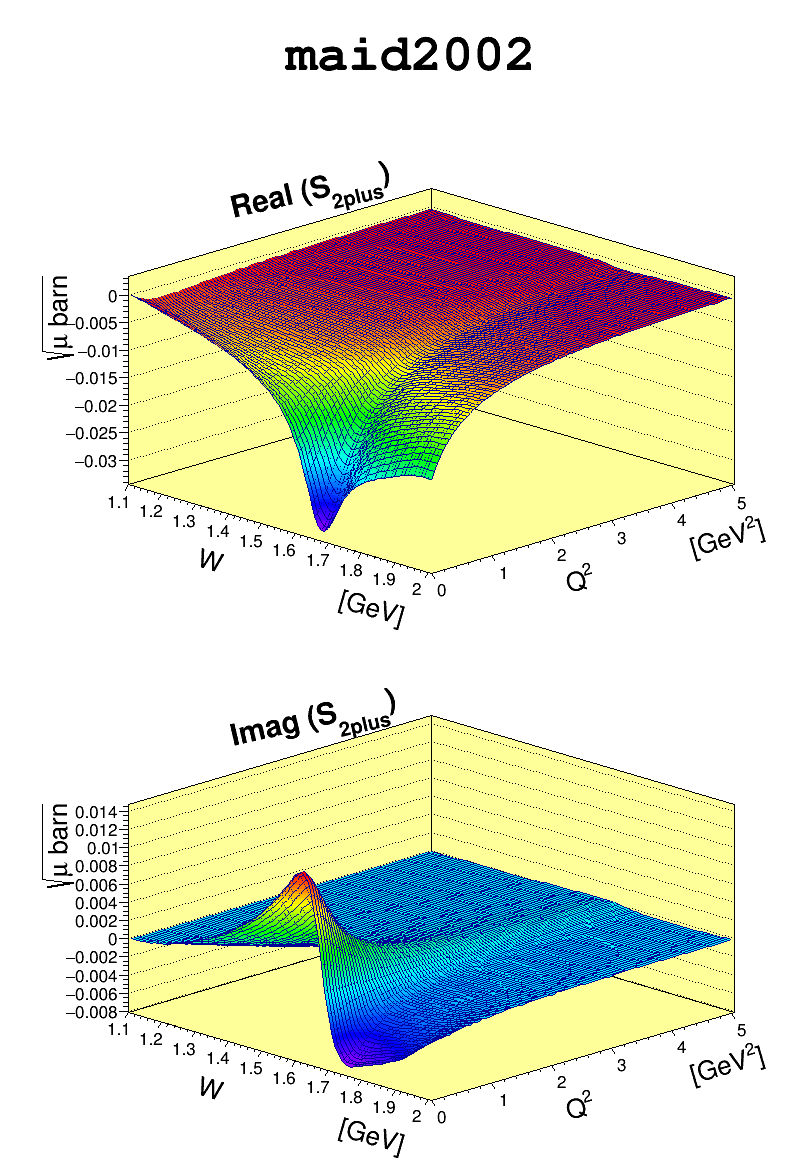 maid2002
Real (S2plus)
√μ barn
0
−0.005
−0.01
−0.015
−0.02
−0.025
−0.03
1.1 1.2 1.3 1.4 1.5 1.6 1.7 1.8 1.9 2
W
[GeV]
0 1 2 3 4 5
Q2
[GeV2]
Imag (S2plus)
√μ barn
0.014
0.012
0.01
0.008
0.006
0.004
0.002
0
−0.002
−0.004
−0.006
−0.008
1.1 1.2 1.3 1.4 1.5 1.6 1.7 1.8 1.9 2
W
[GeV]
0 1 2 3 4 5
Q2
[GeV2]